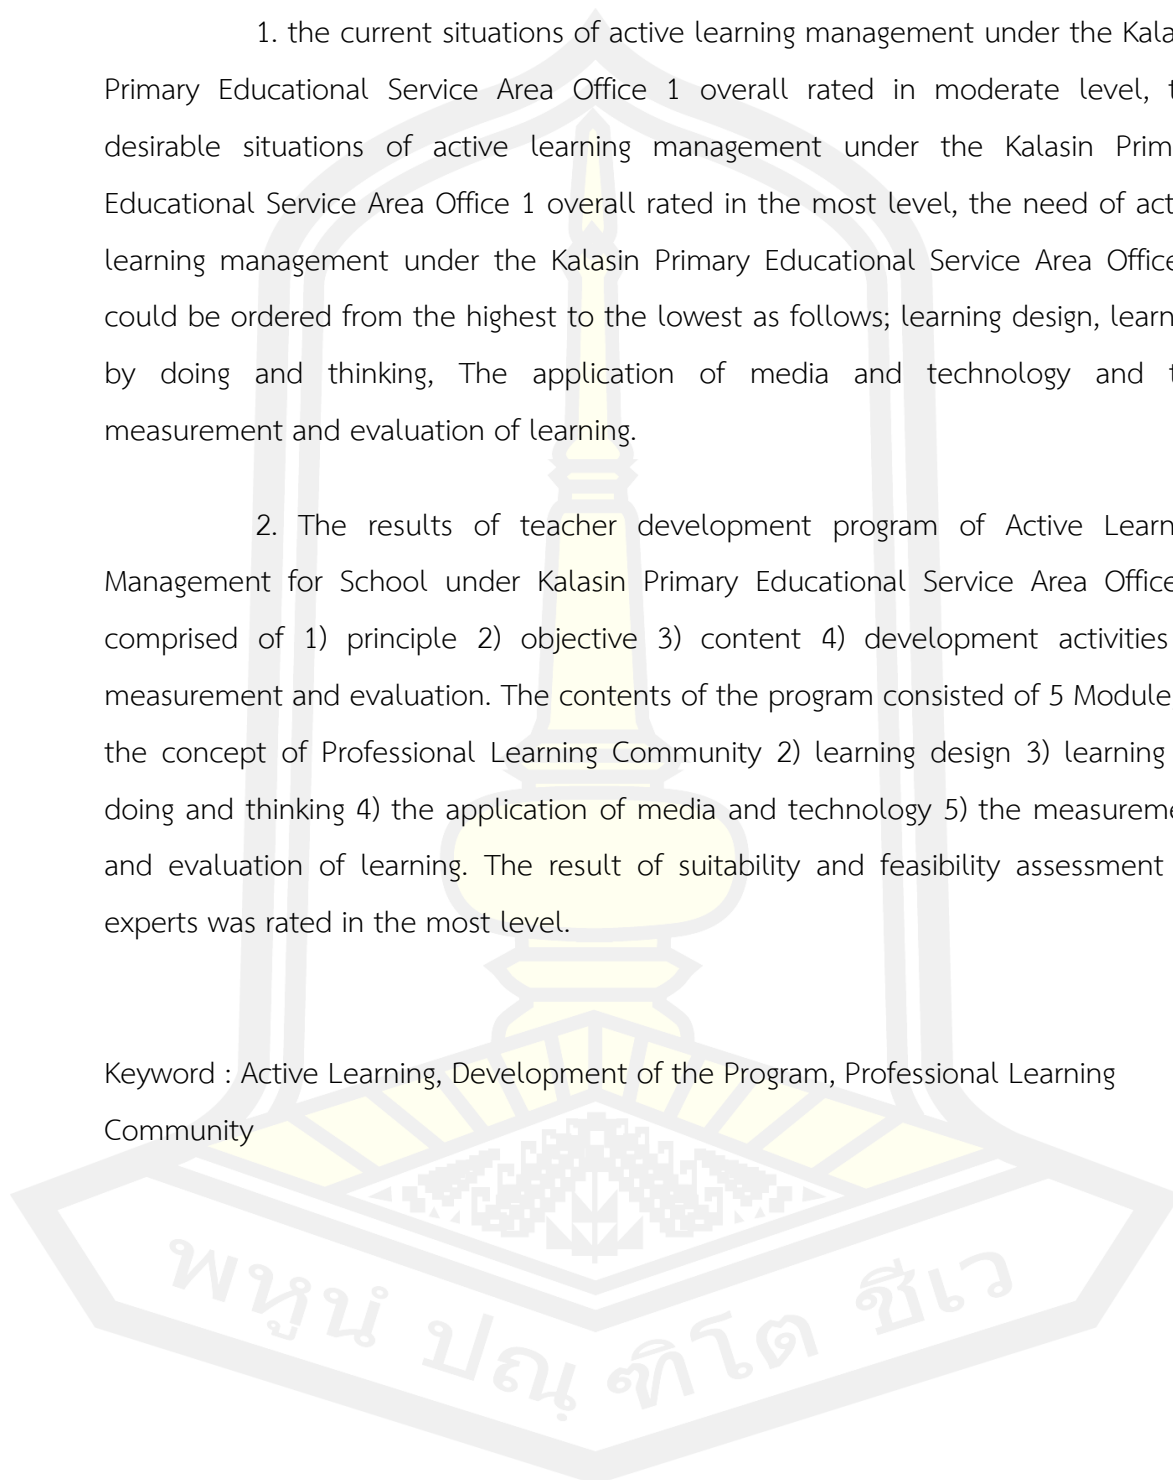 1. the current situations of active learning management under the Kala
Primary Educational Service Area Office 1 overall rated in moderate level, t
desirable situations of active learning management under the Kalasin Prim
Educational Service Area Office 1 overall rated in the most level, the need of act
learning management under the Kalasin Primary Educational Service Area Office
could be ordered from the highest to the lowest as follows; learning design, learn
by doing and thinking, The application of media and technology and t
measurement and evaluation of learning.
2. The results of teacher development program of Active Learn
Management for School under Kalasin Primary Educational Service Area Office
comprised of 1) principle 2) objective 3) content 4) development activities
measurement and evaluation. The contents of the program consisted of 5 Module
the concept of Professional Learning Community 2) learning design 3) learning
doing and thinking 4) the application of media and technology 5) the measureme
and evaluation of learning. The result of suitability and feasibility assessment
experts was rated in the most level.
Keyword : Active Learning, Development of the Program, Professional Learning
Community
พหูนํ ปณฺฑิโต ชีเว